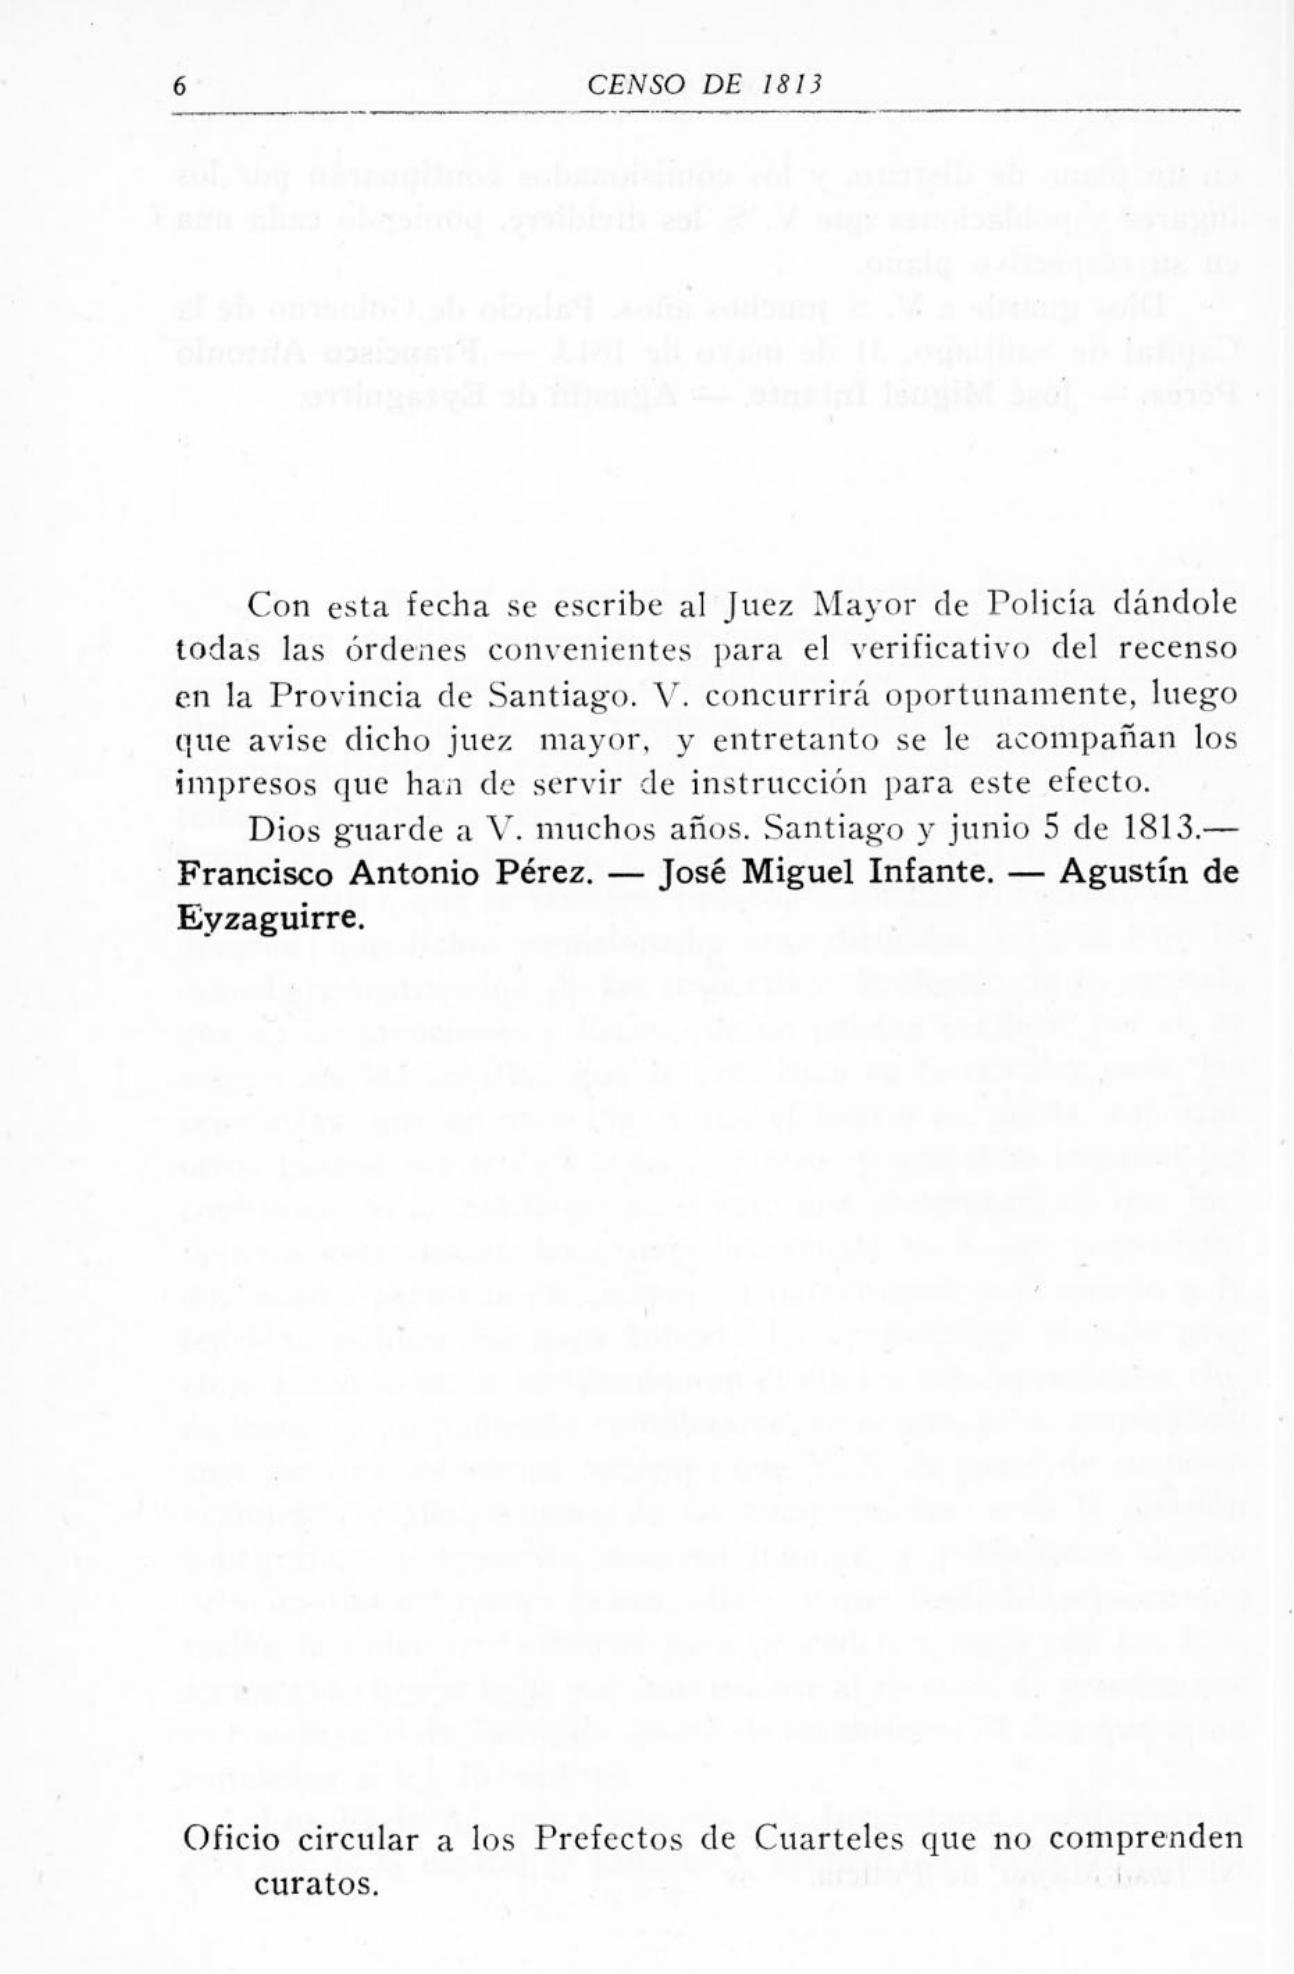 6 CENSO DE 1813
Con esta fecha se escribe al Juez Mayor de Policía dándole
todas las órdenes convenientes para el verificativo del recenso
en la Provincia de Santiago. V. concurrirá oportunamente, luego
que avise dicho juez mayor, y entretanto se le acompañan los
impresos que han de servir de instrucción para este efecto.
Dios guarde a V. muchos años. Santiago y junio 5 de 1813.—
Francisco Antonio Pérez. — José Miguel Infante. — Agustín de
Eyzaguirre.
Oficio circular a los Prefectos de Cuarteles que no comprenden
curatos.